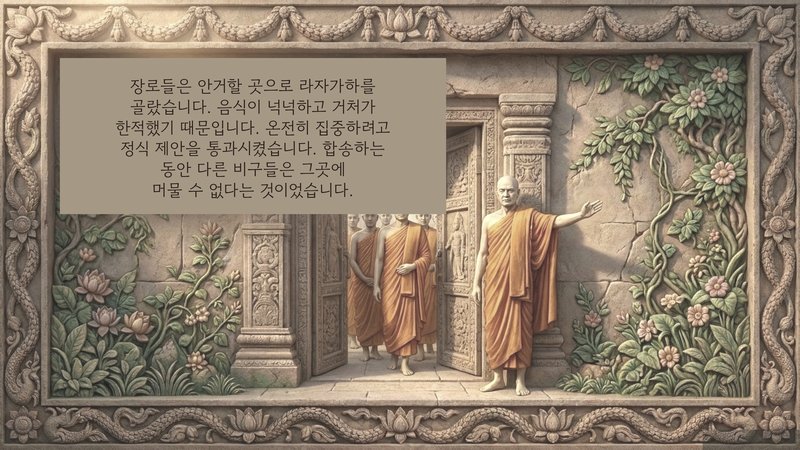 장로들은 안거할 곳으로 라자가하를
골랐습니다. 음식이 넉넉하고 거처가
한적했기 때문입니다. 온전히 집중하려고
정식 제안을 통과시켰습니다. 합송하는
동안 다른 비구들은 그곳에
머물 수 없다는 것이었습니다.